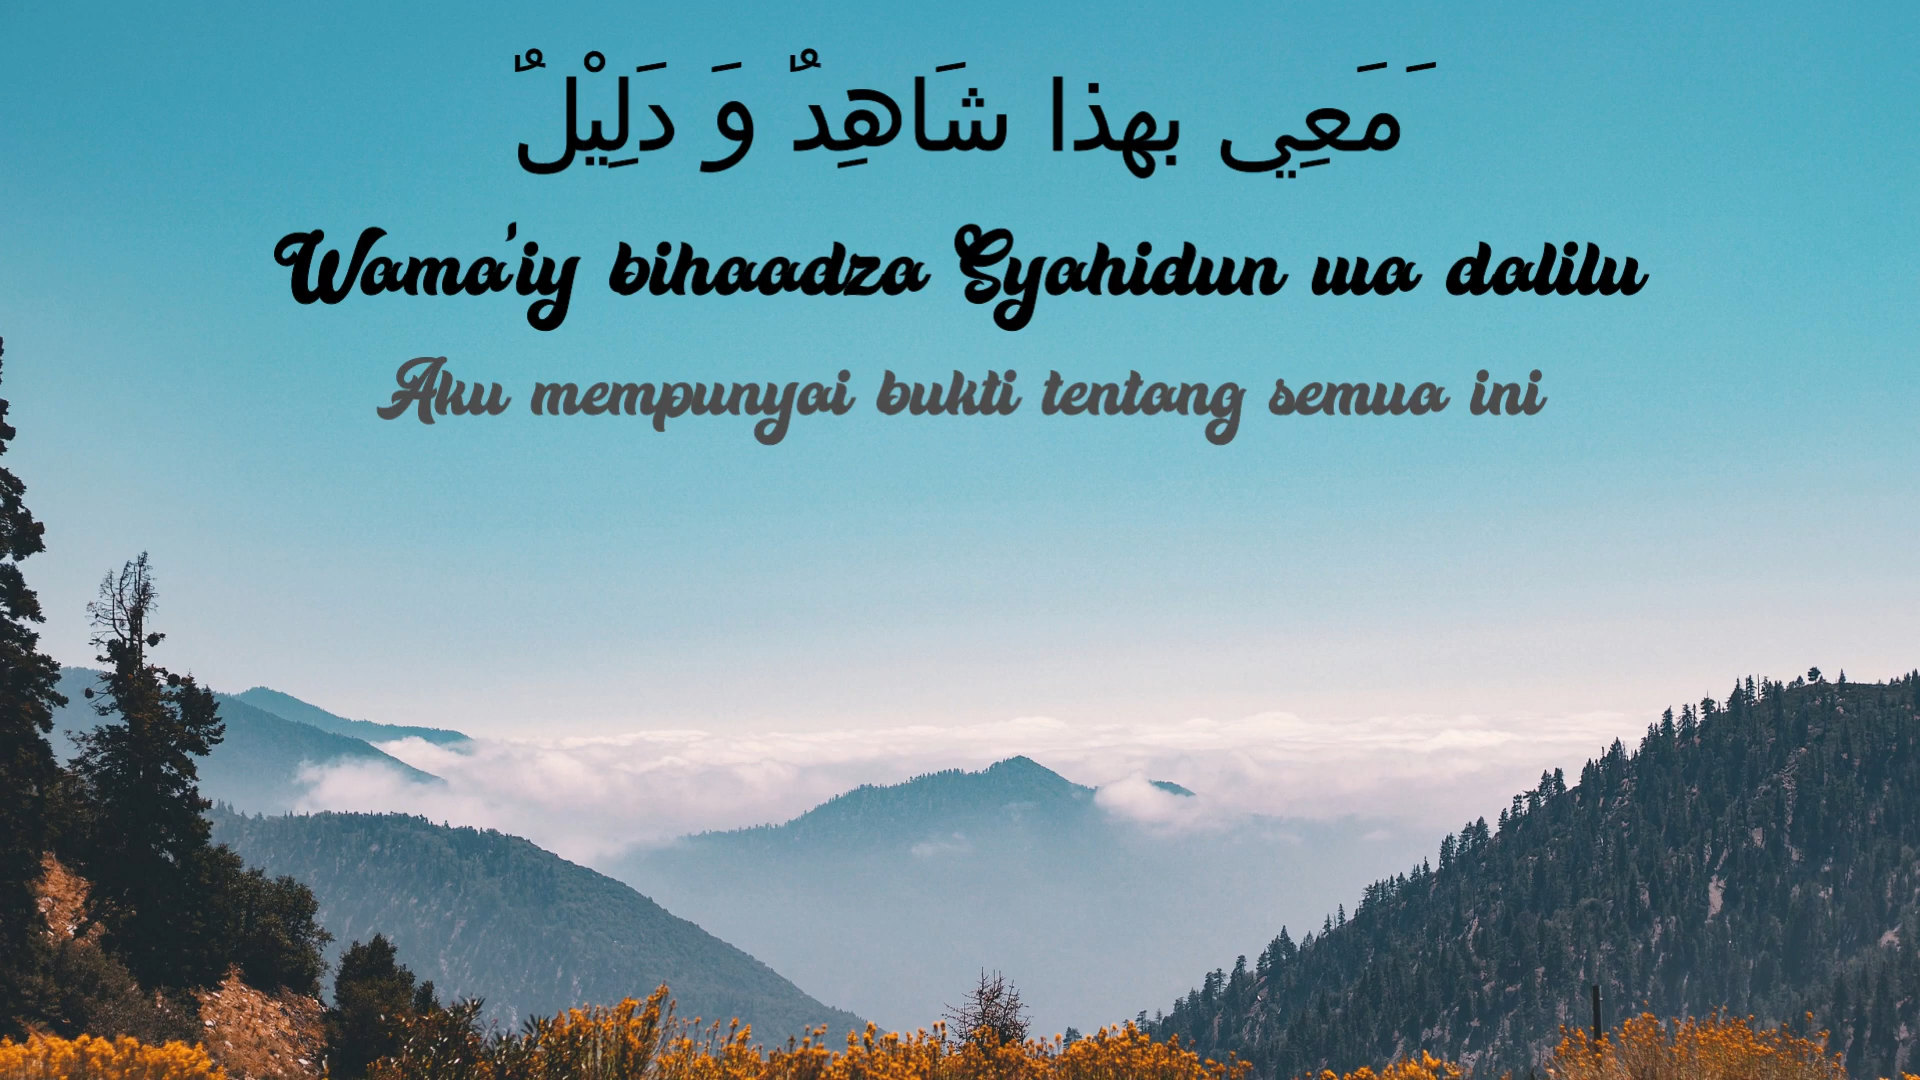 َ مَعِي بهذا شَاهِدٌ وَ دَلِيْلٌ
Wama'iy bihaadza Syahidun wa dalilu
Aku mempunyai bukti tentang semua ini